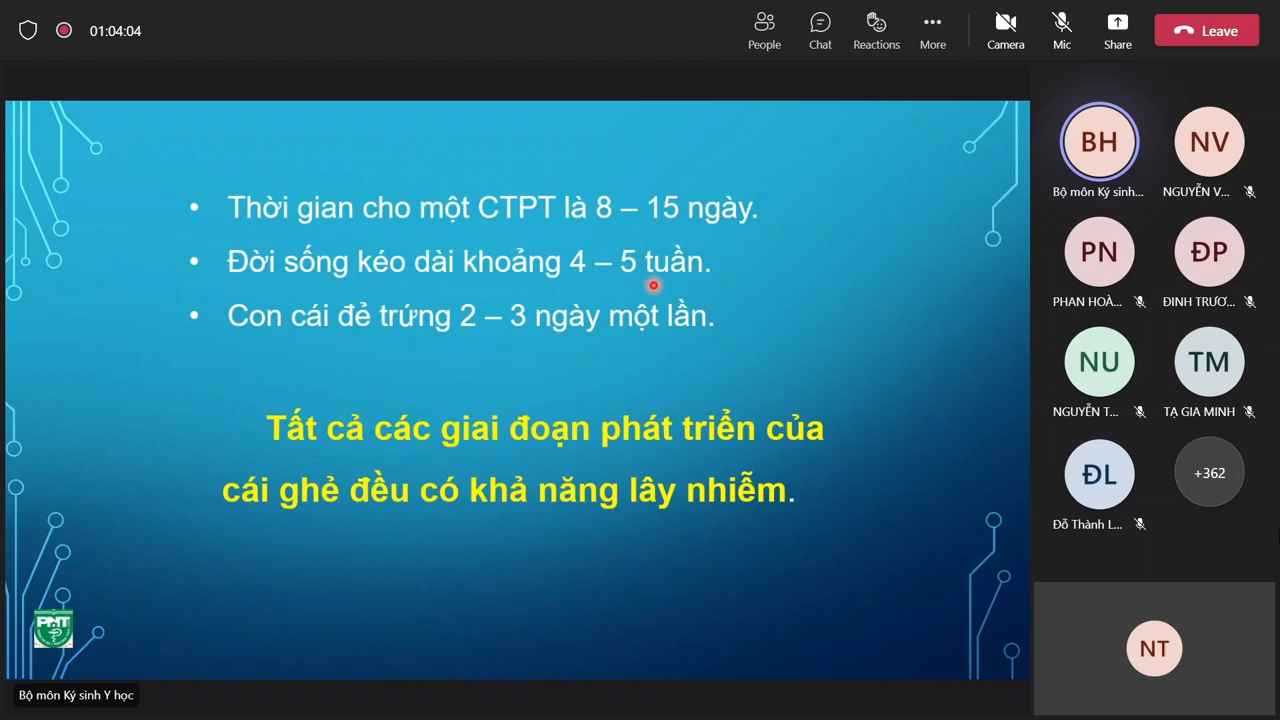 01:04:04
People
Chat
Reactions
More
Camera
Mic
Share
Leave
• Thời gian cho một CTPT là 8 – 15 ngày.
• Đời sống kéo dài khoảng 4 – 5 tuần.
• Con cái đẻ trứng 2 – 3 ngày một lần.
Tất cả các giai đoạn phát triển của
cái ghẻ đều có khả năng lây nhiễm.
PNT
Bộ môn Ký sinh Y học
BH
Bộ môn Ký sinh...
NV
NGUYỄN V...
PN
PHAN HOÀ...
ĐP
ĐINH TRƯƠ...
NU
NGUYỄN T...
TM
TẠ GIA MINH
ĐL
Đỗ Thành L...
+362
NT